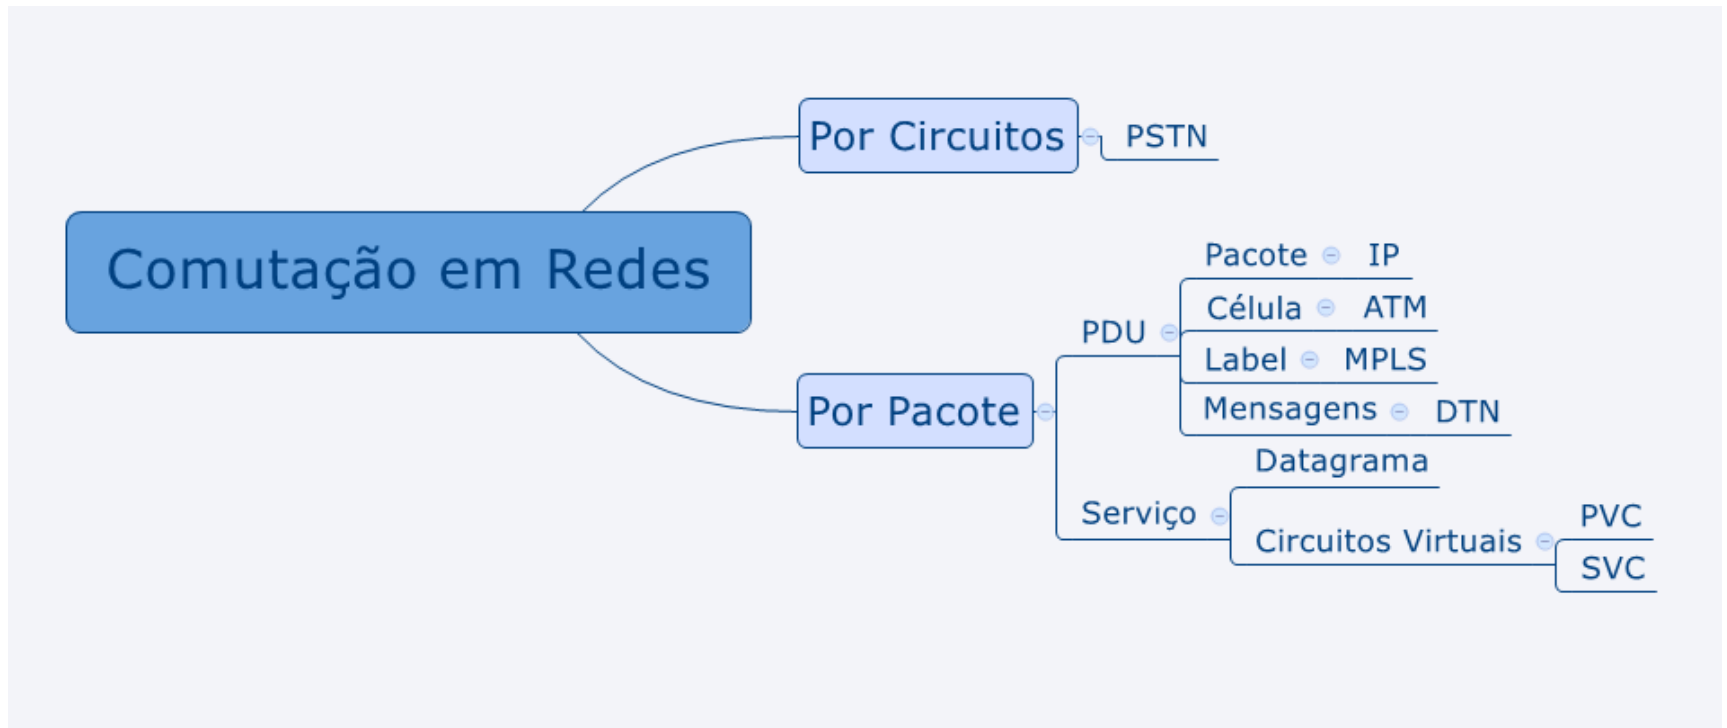 Comutação em Redes
Por Circuitos
PSTN
Por Pacote
PDU
Pacote
IP
Célula
ATM
Label
MPLS
Mensagens
DTN
Serviço
Datagrama
Circuitos Virtuais
PVC
SVC